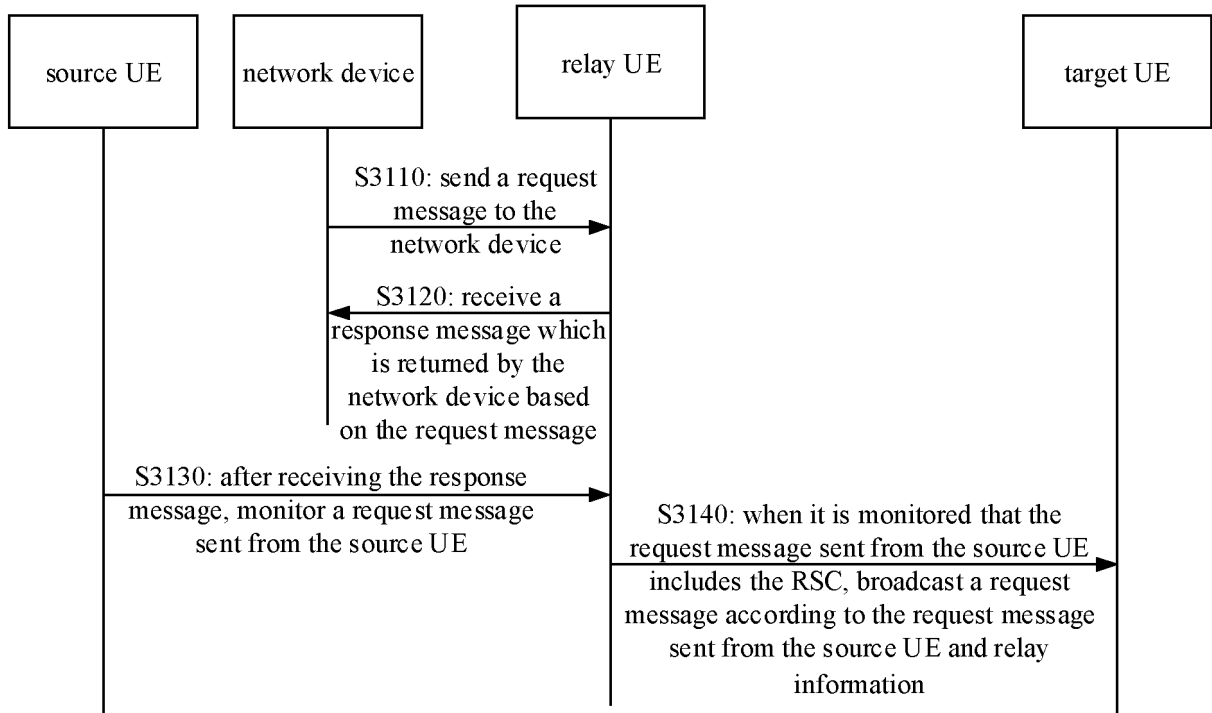 source UE
network device
relay UE
target UE
S3110: send a request
message to the
network device
S3120: receive a
response message which
is returned by the
network device based
on the request message
S3130: after receiving the response
message, monitor a request message
sent from the source UE
S3140: when it is monitored that the
request message sent from the source UE
includes the RSC, broadcast a request
message according to the request message
sent from the source UE and relay
information